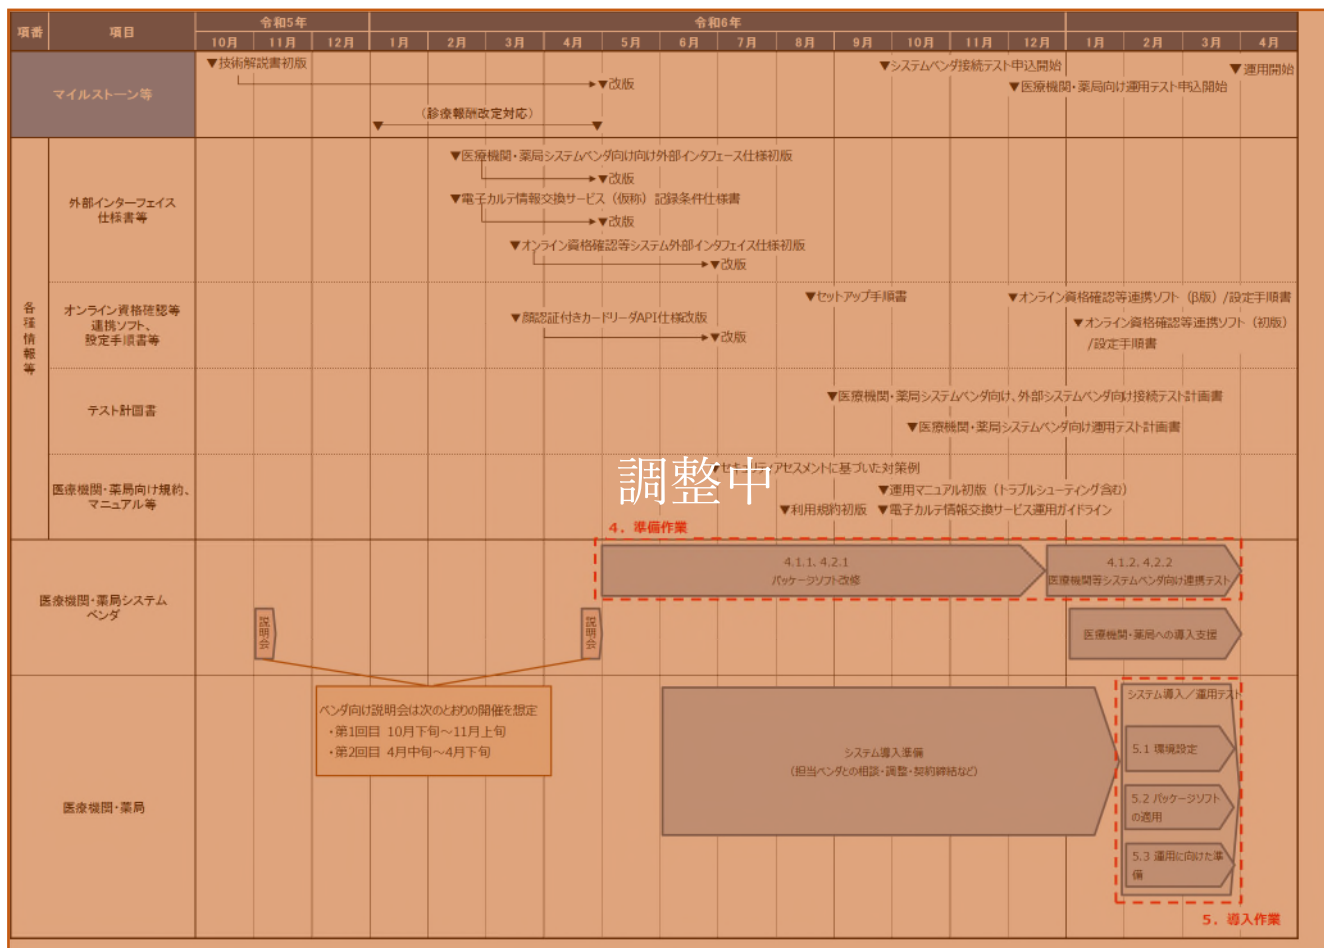 項番
項目
令和5年
令和6年
10月 11月 12月 1月 2月 3月 4月 5月 6月 7月 8月 9月 10月 11月 12月 1月 2月 3月 4月
マイルストーン等
▼技術解説書初版
▼システムベンダ接続テスト申込開始
▼運用開始
▼改版
▼医療機関・薬局向け運用テスト申込開始
(診療報酬改定対応)
各種情報等
外部インターフェイス
仕様書等
▼医療機関・薬局システムベンダ向け向け外部インタフェース仕様初版
▼改版
▼電子カルテ情報交換サービス（仮称）記録条件仕様書
▼改版
▼オンライン資格確認等システム外部インタフェイス仕様初版
▼改版
オンライン資格確認等
連携ソフト、
設定手順書等
▼セットアップ手順書
▼オンライン資格確認等連携ソフト（β版）/設定手順書
▼顔認証付きカードリーダAPI仕様改版
▼オンライン資格確認等連携ソフト（初版）
/設定手順書
▼改版
テスト計画書
▼医療機関・薬局システムベンダ向け、外部システムベンダ向け接続テスト計画書
▼医療機関・薬局システムベンダ向け運用テスト計画書
医療機関・薬局向け規約、
マニュアル等
▼セキュリティアセスメントに基づいた対策例
▼運用マニュアル初版（トラブルシューティング含む）
▼利用規約初版
▼電子カルテ情報交換サービス運用ガイドライン
調整中
4．準備作業
医療機関・薬局システム
ベンダ
4.1.1, 4.2.1
パッケージソフト改修
4.1.2, 4.2.2
医療機関等システムベンダ向け連携テスト
説明会
説明会
医療機関・薬局への導入支援
ベンダ向け説明会は次のとおりの開催を想定
・第1回目 10月下旬～11月上旬
・第2回目 4月中旬～4月下旬
医療機関・薬局
システム導入準備
（担当ベンダとの相談・調整・契約締結など）
システム導入／運用テスト
5.1 環境設定
5.2 パッケージソフト
の適用
5.3 運用に向けた準
備
5．導入作業